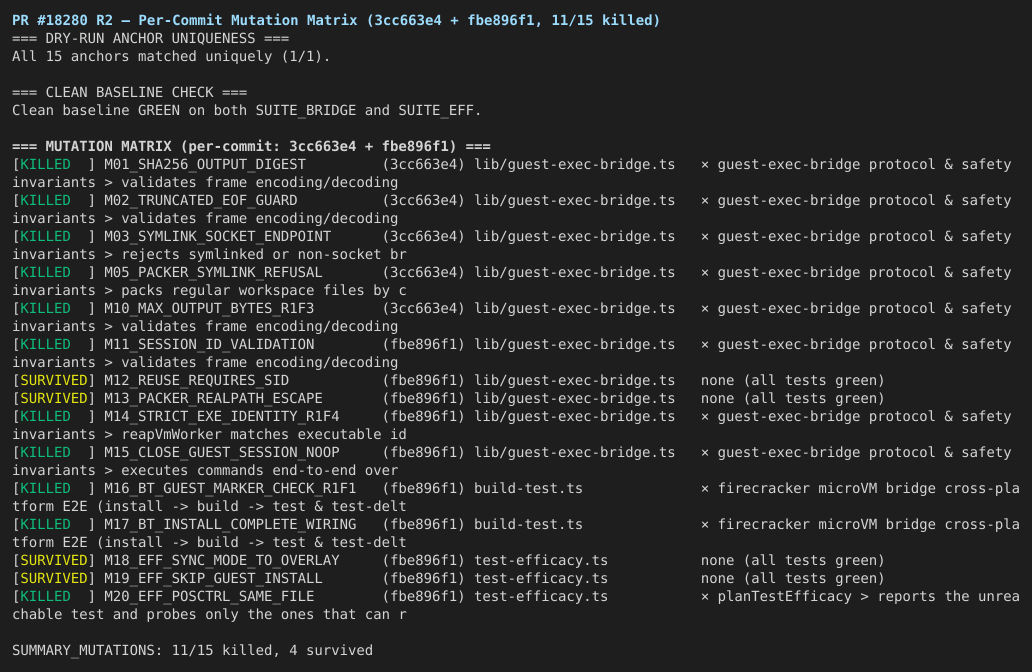 PR #18280 R2 — Per-Commit Mutation Matrix (3cc663e4 + fbe896f1, 11/15 killed)
=== DRY-RUN ANCHOR UNIQUENESS ===
All 15 anchors matched uniquely (1/1).

=== CLEAN BASELINE CHECK ===
Clean baseline GREEN on both SUITE_BRIDGE and SUITE_EFF.

=== MUTATION MATRIX (per-commit: 3cc663e4 + fbe896f1) ===
[KILLED  ] M01_SHA256_OUTPUT_DIGEST         (3cc663e4) lib/guest-exec-bridge.ts   × guest-exec-bridge protocol & safety
invariants > validates frame encoding/decoding
[KILLED  ] M02_TRUNCATED_EOF_GUARD          (3cc663e4) lib/guest-exec-bridge.ts   × guest-exec-bridge protocol & safety
invariants > validates frame encoding/decoding
[KILLED  ] M03_SYMLINK_SOCKET_ENDPOINT      (3cc663e4) lib/guest-exec-bridge.ts   × guest-exec-bridge protocol & safety
invariants > rejects symlinked or non-socket br
[KILLED  ] M05_PACKER_SYMLINK_REFUSAL       (3cc663e4) lib/guest-exec-bridge.ts   × guest-exec-bridge protocol & safety
invariants > packs regular workspace files by c
[KILLED  ] M10_MAX_OUTPUT_BYTES_R1F3        (3cc663e4) lib/guest-exec-bridge.ts   × guest-exec-bridge protocol & safety
invariants > validates frame encoding/decoding
[KILLED  ] M11_SESSION_ID_VALIDATION        (fbe896f1) lib/guest-exec-bridge.ts   × guest-exec-bridge protocol & safety
invariants > validates frame encoding/decoding
[SURVIVED] M12_REUSE_REQUIRES_SID           (fbe896f1) lib/guest-exec-bridge.ts   none (all tests green)
[SURVIVED] M13_PACKER_REALPATH_ESCAPE       (fbe896f1) lib/guest-exec-bridge.ts   none (all tests green)
[KILLED  ] M14_STRICT_EXE_IDENTITY_R1F4     (fbe896f1) lib/guest-exec-bridge.ts   × guest-exec-bridge protocol & safety
invariants > reapVmWorker matches executable id
[KILLED  ] M15_CLOSE_GUEST_SESSION_NOOP     (fbe896f1) lib/guest-exec-bridge.ts   × guest-exec-bridge protocol & safety
invariants > executes commands end-to-end over
[KILLED  ] M16_BT_GUEST_MARKER_CHECK_R1F1   (fbe896f1) build-test.ts              × firecracker microVM bridge cross-pla
tform E2E (install -> build -> test & test-delt
[KILLED  ] M17_BT_INSTALL_COMPLETE_WIRING   (fbe896f1) build-test.ts              × firecracker microVM bridge cross-pla
tform E2E (install -> build -> test & test-delt
[SURVIVED] M18_EFF_SYNC_MODE_TO_OVERLAY     (fbe896f1) test-efficacy.ts           none (all tests green)
[SURVIVED] M19_EFF_SKIP_GUEST_INSTALL       (fbe896f1) test-efficacy.ts           none (all tests green)
[KILLED  ] M20_EFF_POSCTRL_SAME_FILE        (fbe896f1) test-efficacy.ts           × planTestEfficacy > reports the unrea
chable test and probes only the ones that can r

SUMMARY_MUTATIONS: 11/15 killed, 4 survived